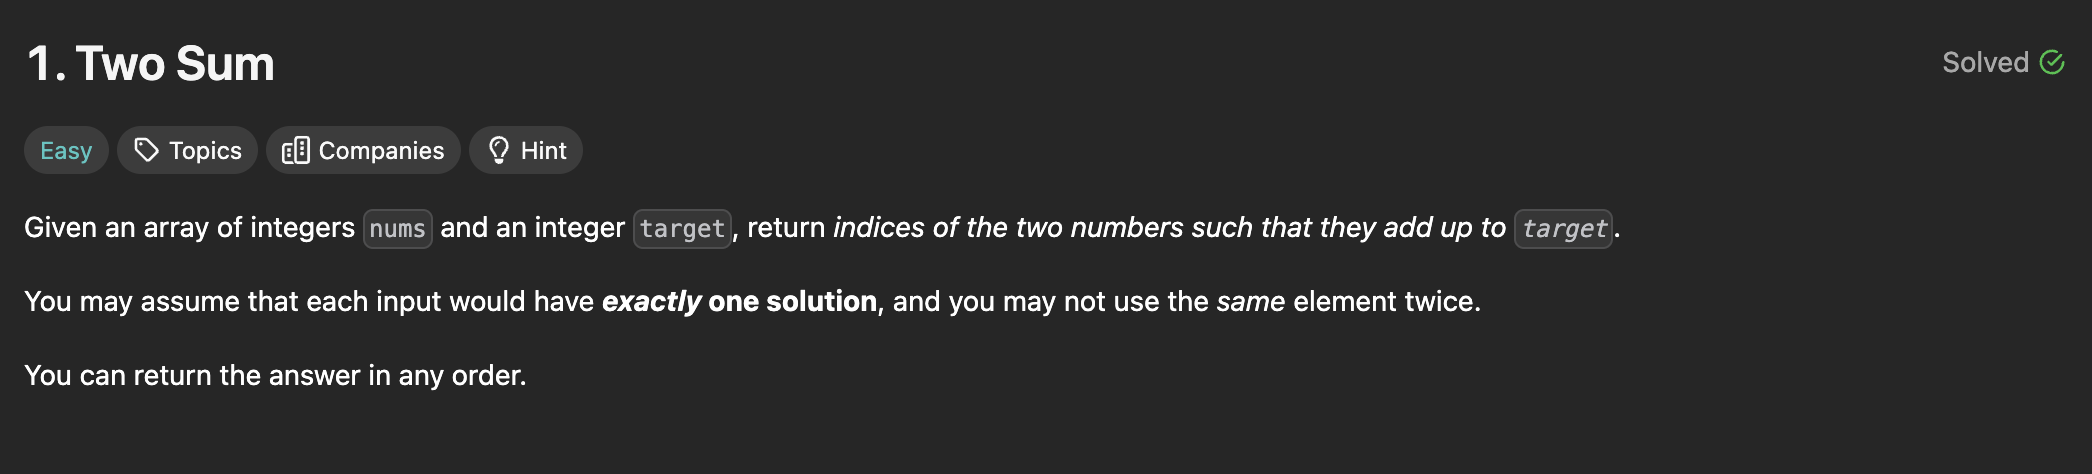 1. Two Sum
Solved
Easy Topics Companies Hint
Given an array of integers nums and an integer target, return indices of the two numbers such that they add up to target.
You may assume that each input would have exactly one solution, and you may not use the same element twice.
You can return the answer in any order.